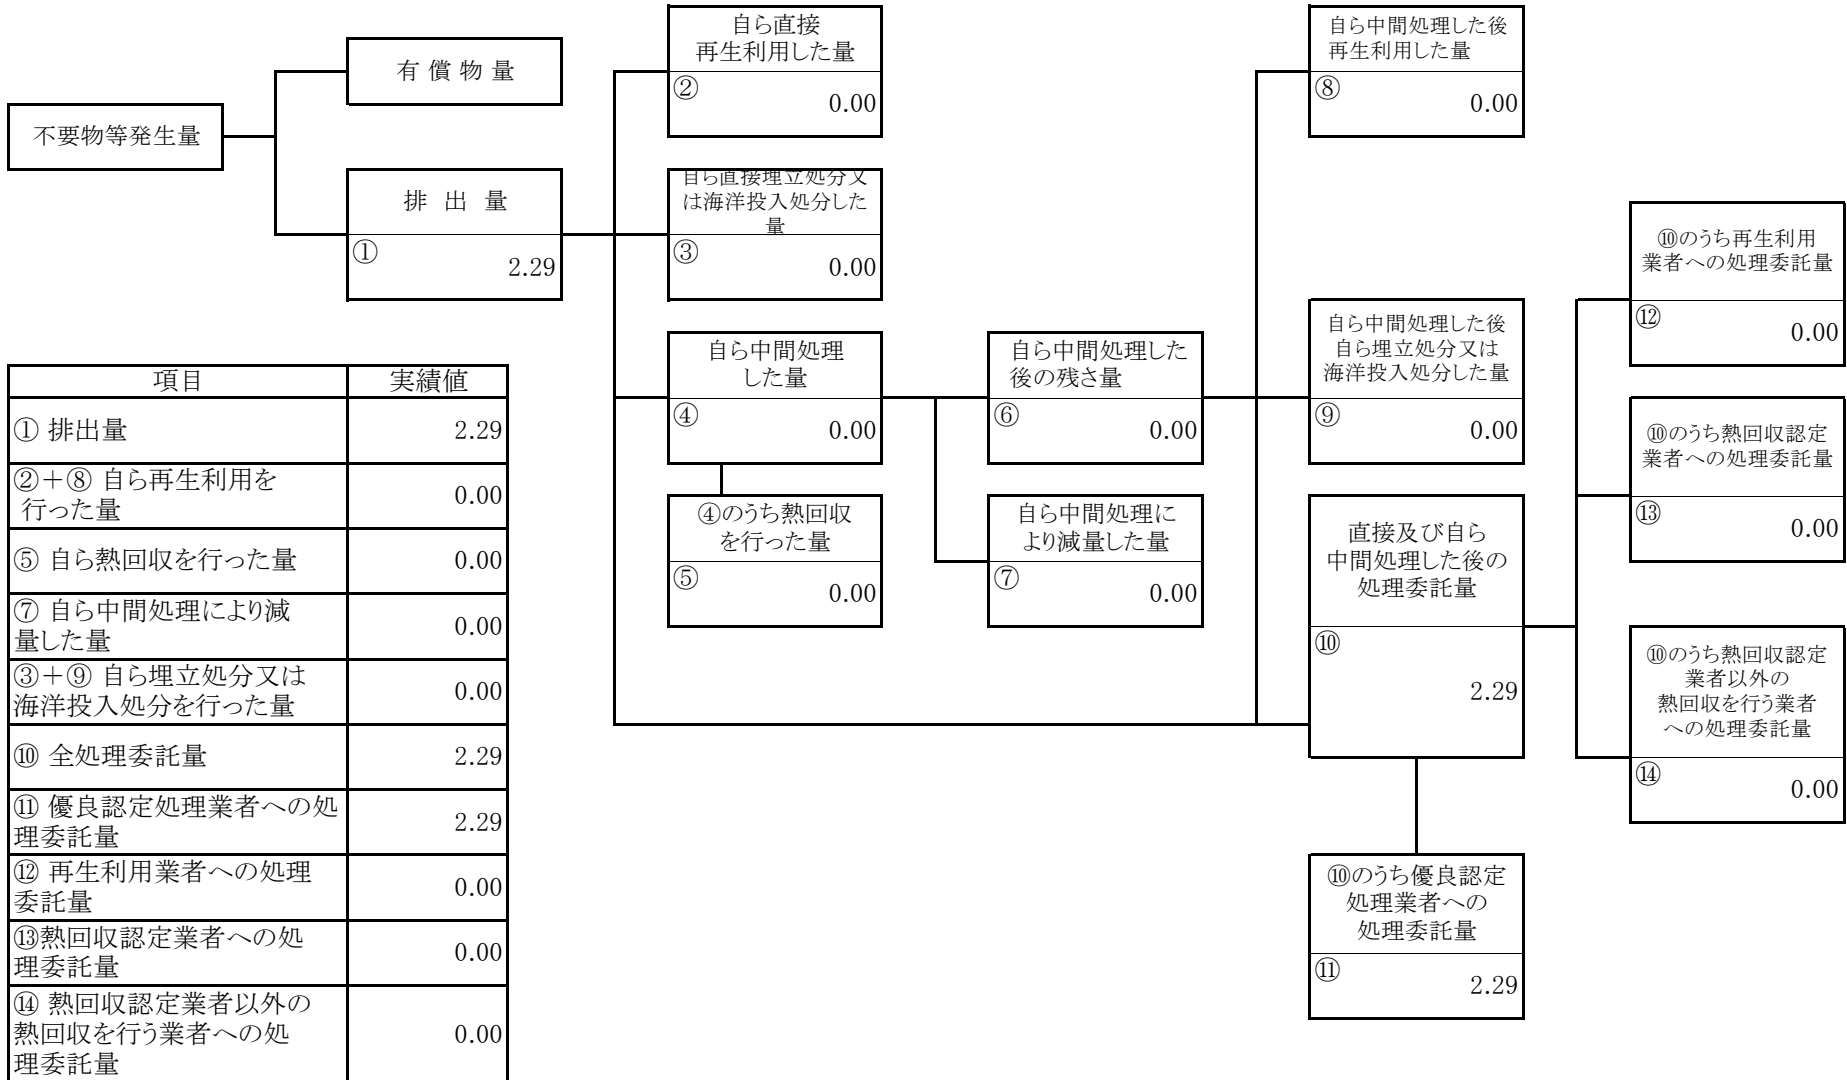 不要物等発生量
有 償 物 量
排 出 量
①
2.29
自ら直接
再生利用した量
②
0.00
自ら直接埋立処分又
は海洋投入処分した
量
③
0.00
自ら中間処理
した量
④
0.00
④のうち熱回収
を行った量
⑤
0.00
自ら中間処理した
後の残さ量
⑥
0.00
自ら中間処理に
より減量した量
⑦
0.00
自ら中間処理した後
再生利用した量
⑧
0.00
自ら中間処理した後
自ら埋立処分又は
海洋投入処分した量
⑨
0.00
直接及び自ら
中間処理した後の
処理委託量
⑩
2.29
⑩のうち優良認定
処理業者への
処理委託量
⑪
2.29
⑩のうち再生利用
業者への処理委託量
⑫
0.00
⑩のうち熱回収認定
業者への処理委託量
⑬
0.00
⑩のうち熱回収認定
業者以外の
熱回収を行う業者
への処理委託量
⑭
0.00
項目 実績値
① 排出量 2.29
②＋⑧ 自ら再生利用を
行った量 0.00
⑤ 自ら熱回収を行った量 0.00
⑦ 自ら中間処理により減
量した量 0.00
③＋⑨ 自ら埋立処分又は
海洋投入処分を行った量 0.00
⑩ 全処理委託量 2.29
⑪ 優良認定処理業者への処
理委託量 2.29
⑫ 再生利用業者への処理
委託量 0.00
⑬熱回収認定業者への処
理委託量 0.00
⑭ 熱回収認定業者以外の
熱回収を行う業者への処
理委託量 0.00